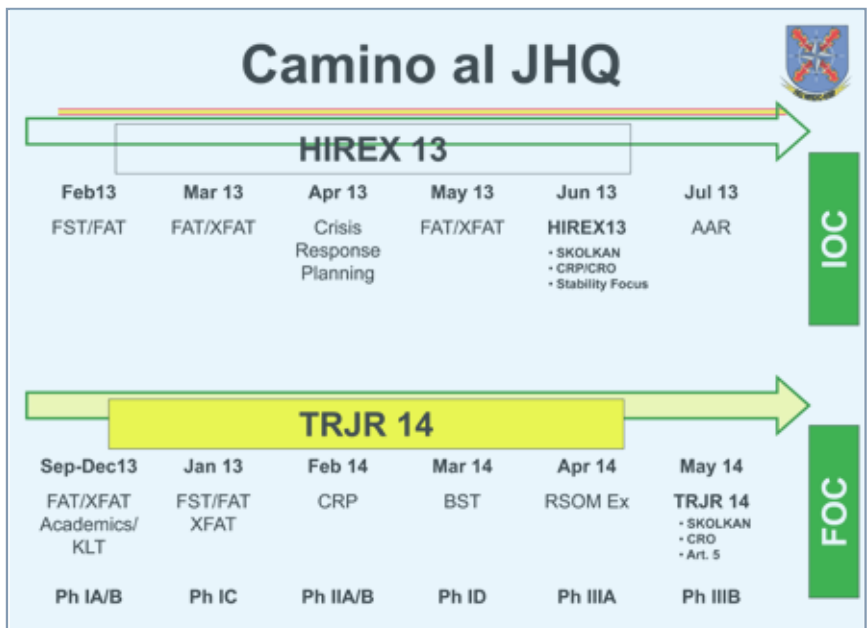 Camino al JHQ
HIREX 13
Feb13 Mar 13 Apr 13 May 13 Jun 13 Jul 13
FST/FAT FAT/XFAT Crisis FAT/XFAT HIREX13 AAR
Response • SKOLKAN
Planning • CRP/CRO
• Stability Focus
IOC
TRJR 14
Sep-Dec13 Jan 13 Feb 14 Mar 14 Apr 14 May 14
FAT/XFAT FST/FAT CRP BST RSOM Ex TRJR 14
Academics/ XFAT • SKOLKAN
KLT • CRO
• Art. 5
FOC
Ph IA/B Ph IC Ph IIA/B Ph ID Ph IIIA Ph IIIB